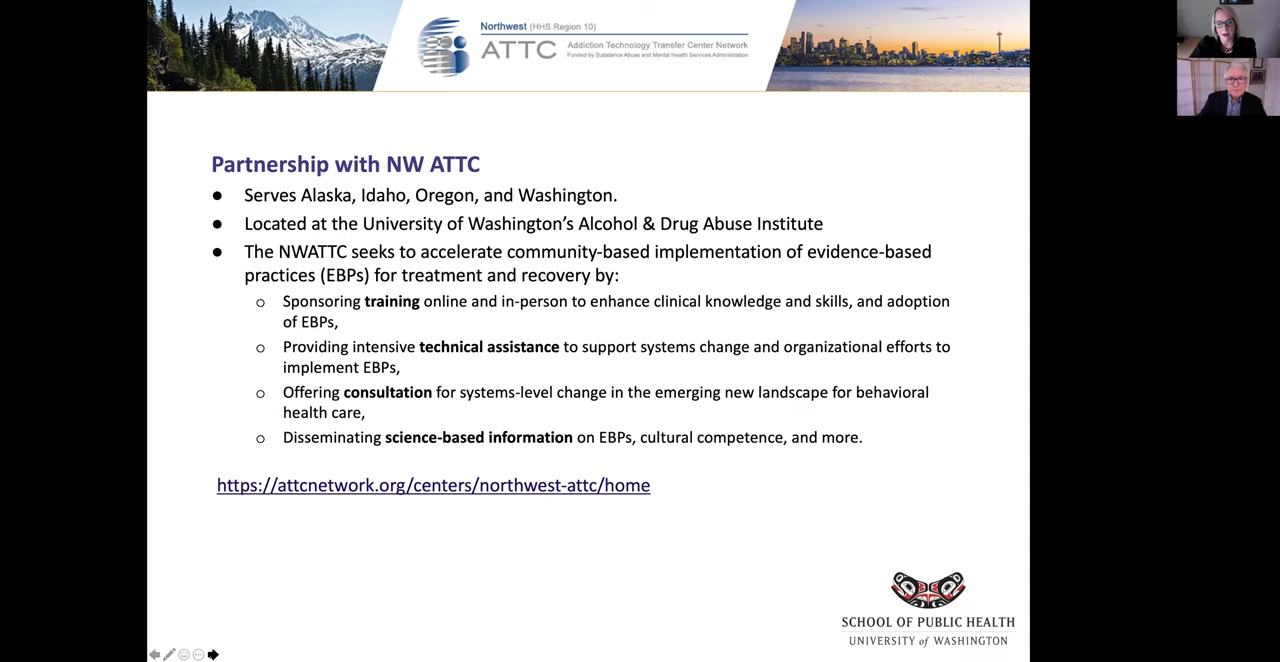 Northwest (HHS Region 10)
ATTC
Addiction Technology Transfer Center Network
Funded by Substance Abuse and Mental Health Services Administration
Partnership with NW ATTC
● Serves Alaska, Idaho, Oregon, and Washington.
● Located at the University of Washington’s Alcohol & Drug Abuse Institute
● The NWATTC seeks to accelerate community-based implementation of evidence-based
practices (EBPs) for treatment and recovery by:
o Sponsoring training online and in-person to enhance clinical knowledge and skills, and adoption
of EBPs,
o Providing intensive technical assistance to support systems change and organizational efforts to
implement EBPs,
o Offering consultation for systems-level change in the emerging new landscape for behavioral
health care,
o Disseminating science-based information on EBPs, cultural competence, and more.
https://attcnetwork.org/centers/northwest-attc/home
SCHOOL OF PUBLIC HEALTH
UNIVERSITY of WASHINGTON